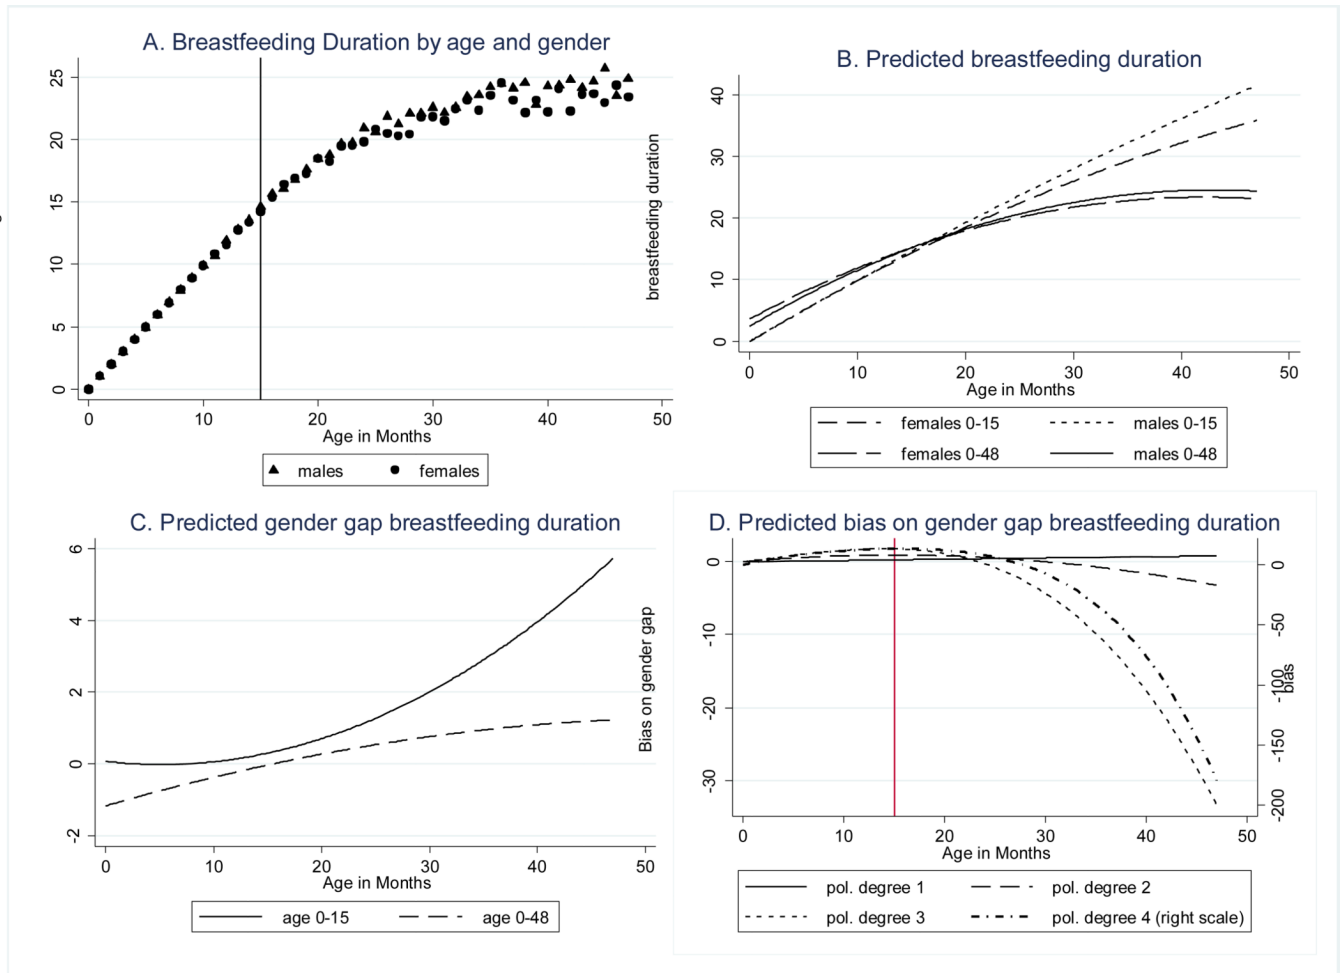 A. Breastfeeding Duration by age and gender
25
20
15
10
5
0
0 10 20 30 40 50
Age in Months
males females
B. Predicted breastfeeding duration
breastfeeding duration
40
30
20
10
0
0 10 20 30 40 50
Age in Months
females 0-15 males 0-15
females 0-48 males 0-48
C. Predicted gender gap breastfeeding duration
6
4
2
0
-2
0 10 20 30 40 50
Age in Months
age 0-15 age 0-48
D. Predicted bias on gender gap breastfeeding duration
Bias on gender gap
0
-10
-20
-30
0
-50
-100
-150
-200
bias
0 10 20 30 40 50
Age in Months
pol. degree 1 pol. degree 2
pol. degree 3 pol. degree 4 (right scale)